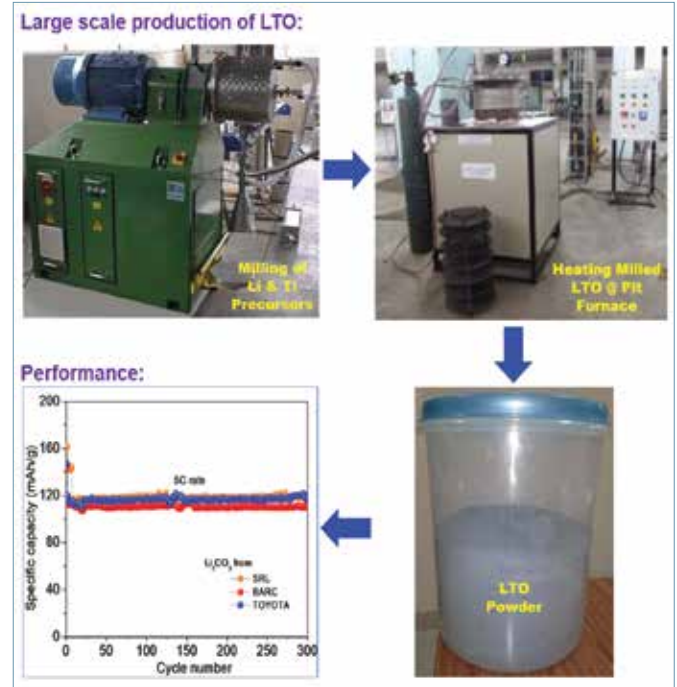 Large scale production of LTO:
Milling of
Li & Ti
Precursors
Heating Milled
LTO @ Pit
Furnace
Performance:
200
160
120
80
40
0
Specific capacity (mAh/g)
5C rate
Li₂CO₃ from
SRL
BARC
TOYOTA
0 50 100 150 200 250 300
Cycle number
LTO
Powder